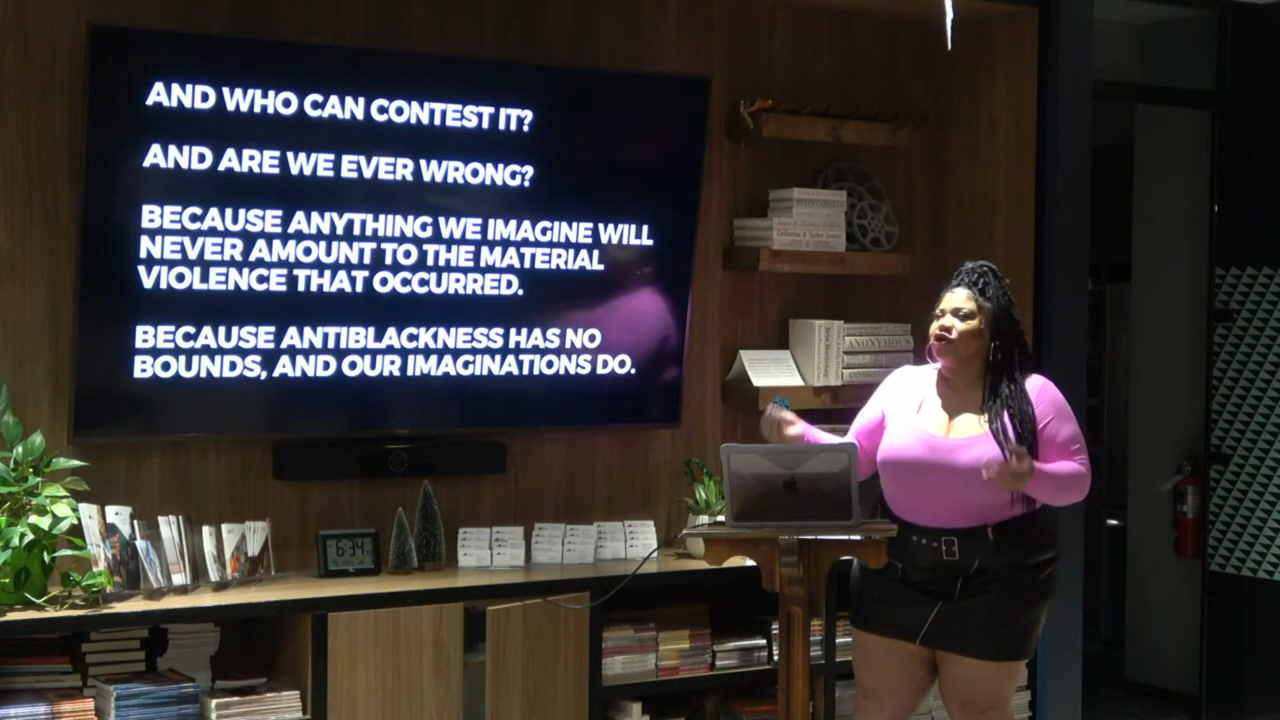 AND WHO CAN CONTEST IT?
AND ARE WE EVER WRONG?
BECAUSE ANYTHING WE IMAGINE WILL
NEVER AMOUNT TO THE MATERIAL
VIOLENCE THAT OCCURRED.
BECAUSE ANTIBLACKNESS HAS NO
BOUNDS, AND OUR IMAGINATIONS DO.
ANONYMOUS
6:34